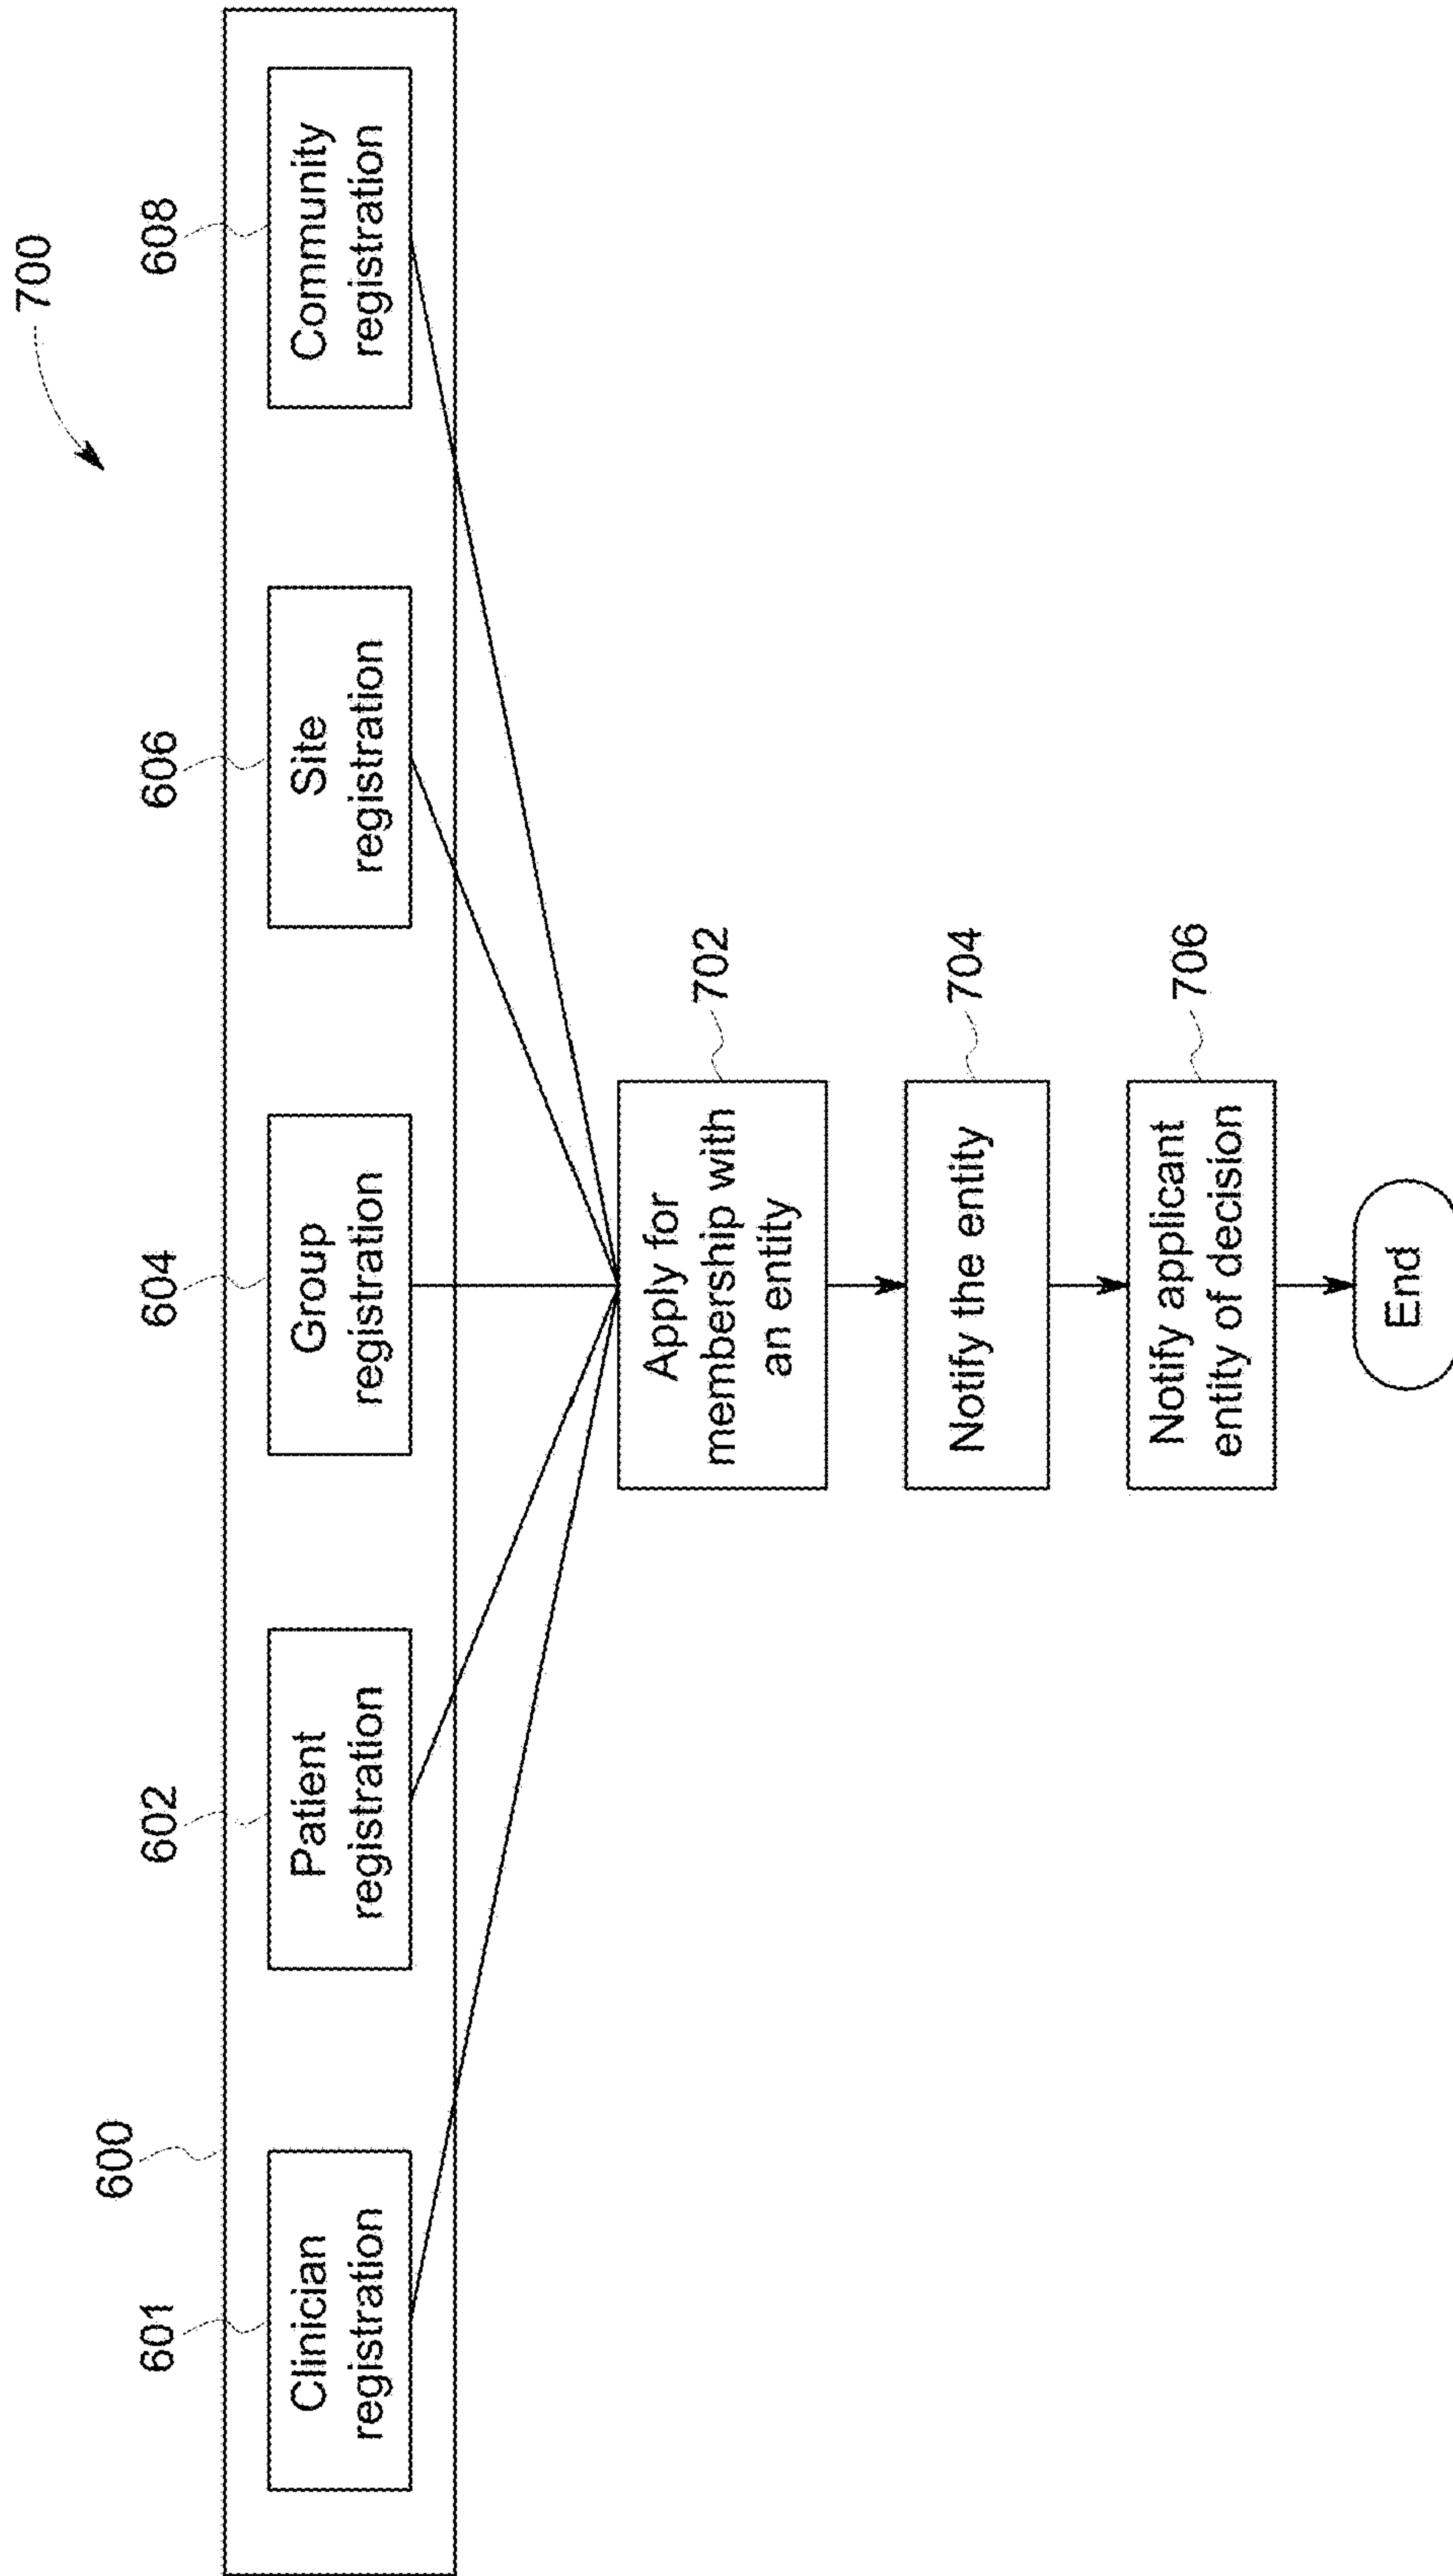 700
600
601
602
604
606
608
Clinician
registration
Patient
registration
Group
registration
Site
registration
Community
registration
Apply for
membership with
an entity
702
Notify the entity
704
Notify applicant
entity of decision
706
End